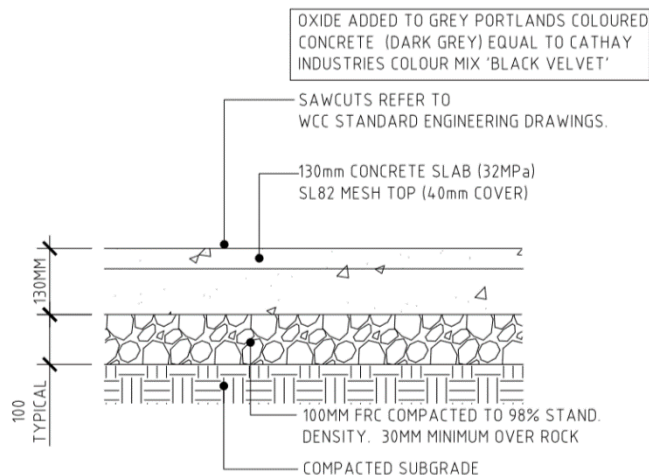 OXIDE ADDED TO GREY PORTLANDS COLOURED
CONCRETE (DARK GREY) EQUAL TO CATHAY
INDUSTRIES COLOUR MIX 'BLACK VELVET'
SAWCUTS REFER TO
WCC STANDARD ENGINEERING DRAWINGS.
130mm CONCRETE SLAB (32MPa)
SL82 MESH TOP (40mm COVER)
130MM
100
TYPICAL
100MM FRC COMPACTED TO 98% STAND.
DENSITY. 30MM MINIMUM OVER ROCK
COMPACTED SUBGRADE